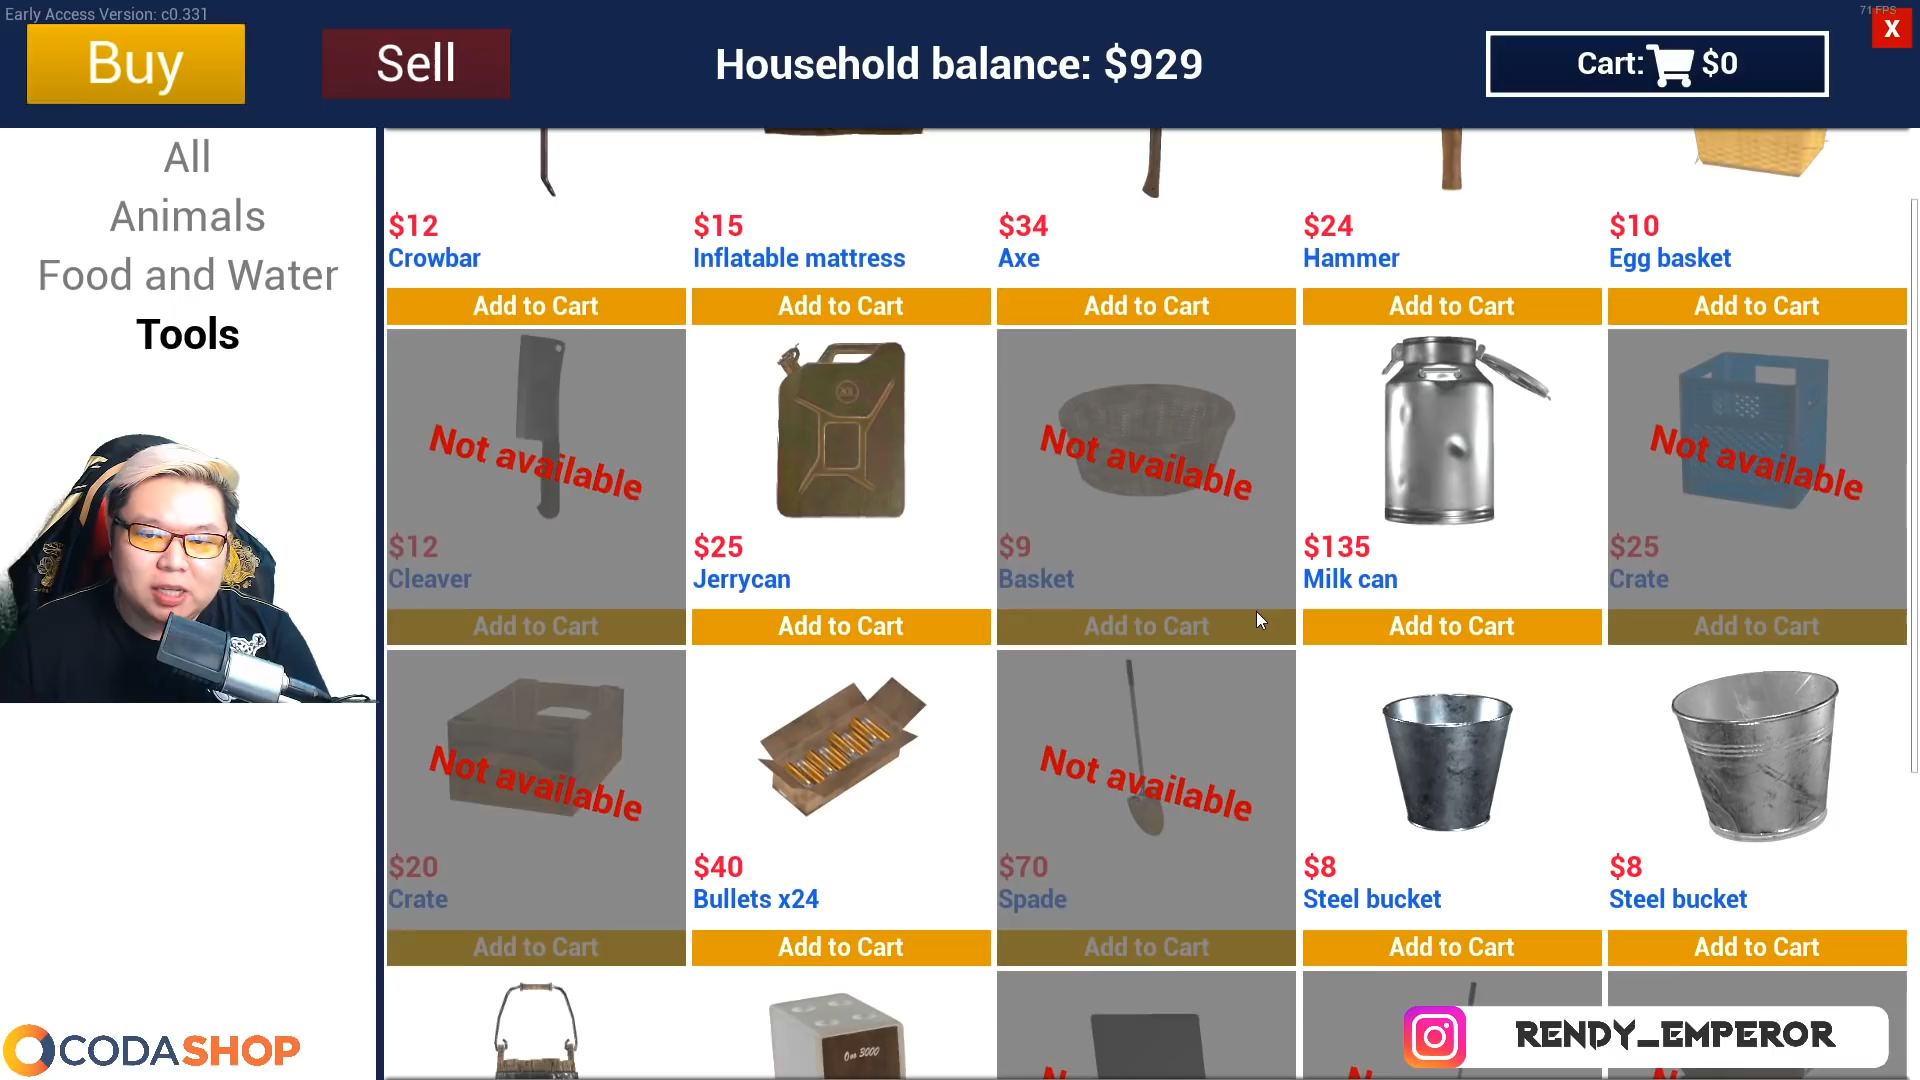 Early Access Version: c0.331
71 FPS
Buy
Sell
Household balance: $929
Cart: $0
X
All
Animals
Food and Water
Tools
$12
Crowbar
Add to Cart
$15
Inflatable mattress
Add to Cart
$34
Axe
Add to Cart
$24
Hammer
Add to Cart
$10
Egg basket
Add to Cart
Not available
$12
Cleaver
Add to Cart
$25
Jerrycan
Add to Cart
Not available
$9
Basket
Add to Cart
$135
Milk can
Add to Cart
Not available
$25
Crate
Add to Cart
Not available
$20
Crate
Add to Cart
$40
Bullets x24
Add to Cart
Not available
$70
Spade
Add to Cart
$8
Steel bucket
Add to Cart
$8
Steel bucket
Add to Cart
CODASHOP
RENDY_EMPEROR